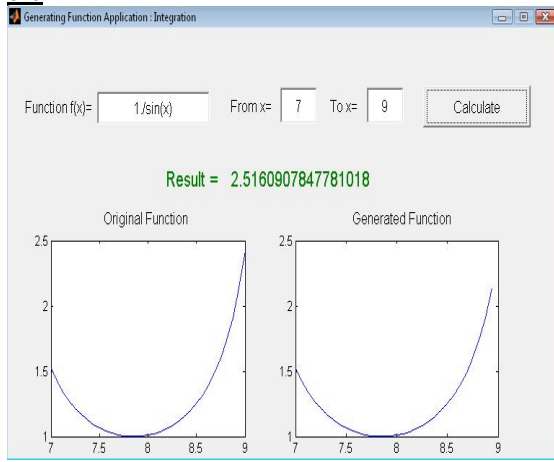 Generating Function Application : Integration
Function f(x)= 1./sin(x) From x= 7 To x= 9 Calculate
Result = 2.5160907847781018
Original Function Generated Function
2.5 2.5
2 2
1.5 1.5
1 1
7 7.5 8 8.5 9 7 7.5 8 8.5 9